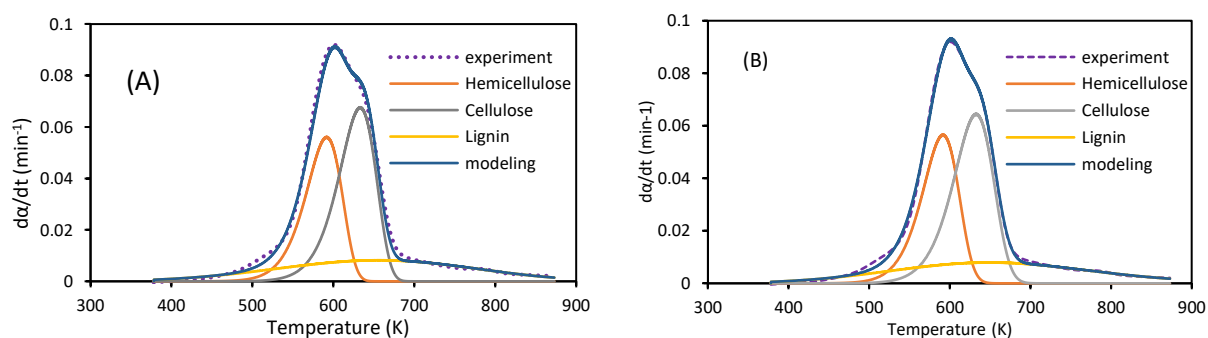 0.1
0.08
0.06
0.04
0.02
0
300 400 500 600 700 800 900
dα/dt (min⁻¹)
Temperature (K)
(A)
experiment
Hemicellulose
Cellulose
Lignin
modeling
0.1
0.08
0.06
0.04
0.02
0
300 400 500 600 700 800 900
dα/dt (min-1)
Temperature (K)
(B)
experiment
Hemicellulose
Cellulose
Lignin
modeling